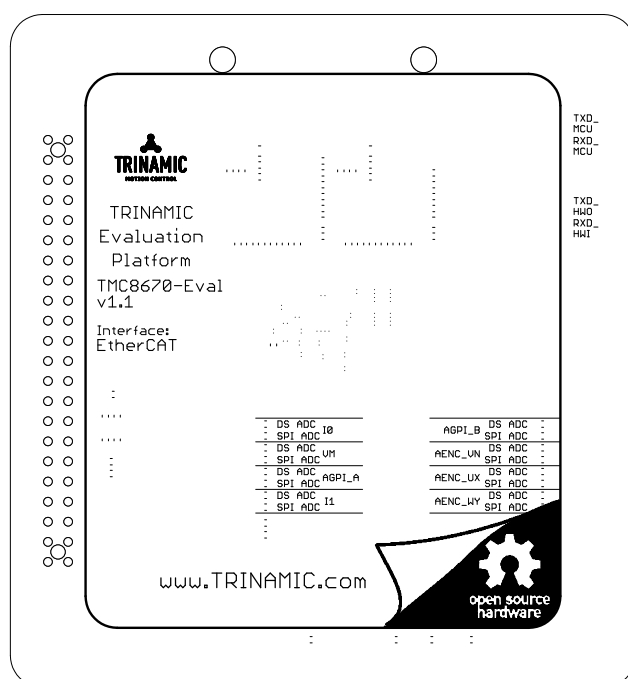 TXD_
MCU
RXD_
MCU
TXD_
HWO
RXD_
HWI
TRINAMIC
MOTION CONTROL
TRINAMIC
Evaluation
Platform
TMC8670-Eval
v1.1
Interface:
EtherCAT
DS ADC
SPI ADC
I0
DS ADC
SPI ADC
VM
DS ADC
SPI ADC
AGPI_A
DS ADC
SPI ADC
I1
AGPI_B
DS ADC
SPI ADC
AENC_VN
DS ADC
SPI ADC
AENC_UX
DS ADC
SPI ADC
AENC_WY
DS ADC
SPI ADC
www.TRINAMIC.com
open source
hardware